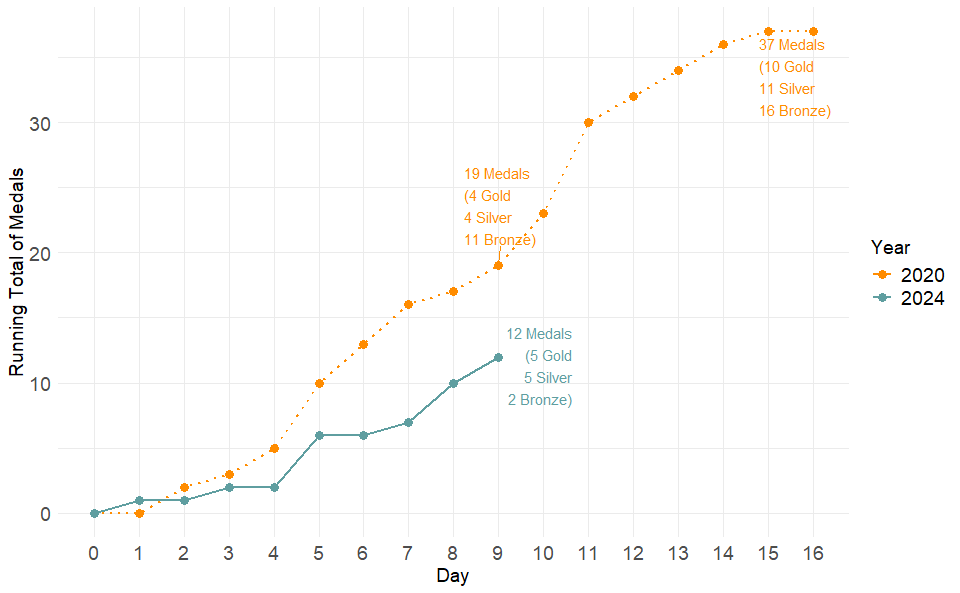 37 Medals
(10 Gold
11 Silver
16 Bronze)
30
19 Medals
(4 Gold
4 Silver
11 Bronze)
20
12 Medals
(5 Gold
5 Silver
2 Bronze)
10
0
Running Total of Medals
0 1 2 3 4 5 6 7 8 9 10 11 12 13 14 15 16
Day
Year
2020
2024